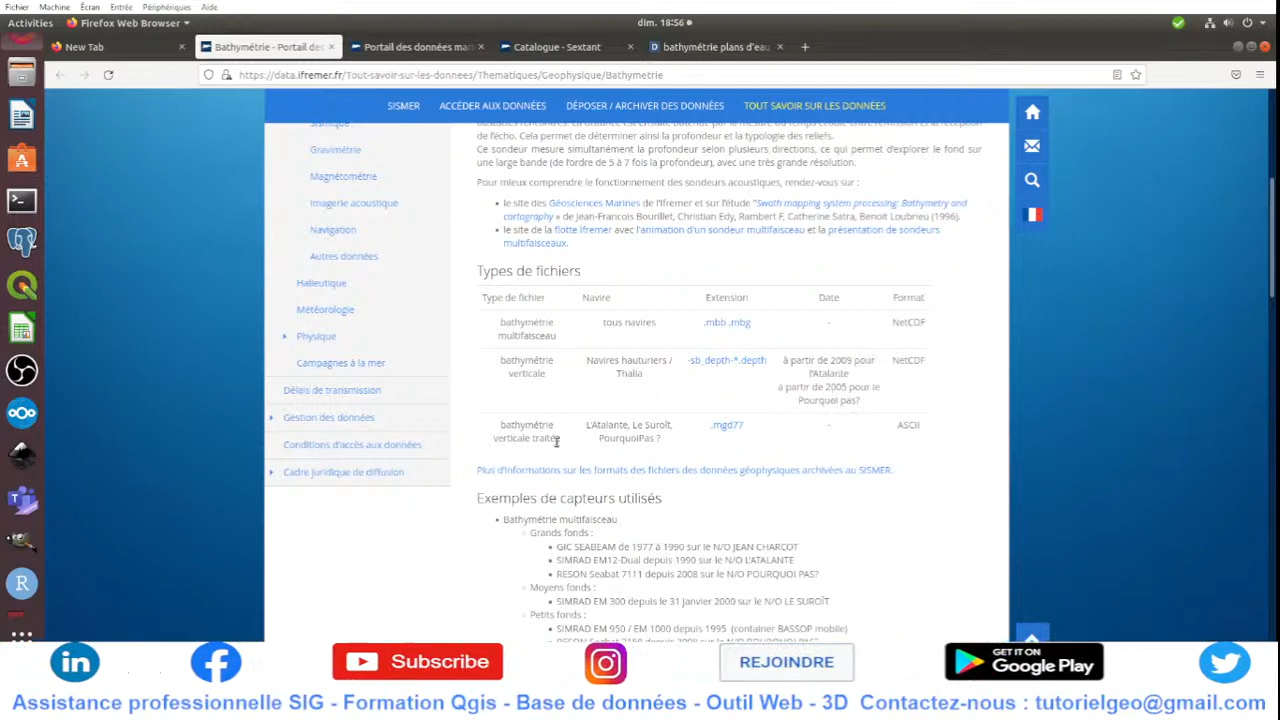 Fichier Machine Écran Entrée Périphériques Aide
Activities Firefox Web Browser dim. 18:56
New Tab Bathymétrie - Portail des Portail des données mar Catalogue - Sextant bathymétrie plans d'eau
https://data.ifremer.fr/Tout-savoir-sur-les-donnees/Thematiques/Geophysique/Bathymetrie
SISMER ACCÉDER AUX DONNÉES DÉPOSER / ARCHIVER DES DONNÉES TOUT SAVOIR SUR LES DONNÉES
Sismique
Gravimétrie
Magnétométrie
Imagerie acoustique
Navigation
Autres données
Halieutique
Météorologie
Physique
Campagnes à la mer
Délais de transmission
Gestion des données
Conditions d'accès aux données
Cadre juridique de diffusion
de l'écho. Cela permet de déterminer ainsi la profondeur et la typologie des reliefs.
Ce sondeur mesure simultanément la profondeur selon plusieurs directions, ce qui permet d'explorer le fond sur
une large bande (de l'ordre de 5 à 7 fois la profondeur), avec une très grande résolution.
Pour mieux comprendre le fonctionnement des sondeurs acoustiques, rendez-vous sur :
le site des Géosciences Marines de l'Ifremer et sur l'étude "Swath mapping system processing: Bathymetry and
cartography » de Jean-Francois Bourillet, Christian Edy, Rambert F, Catherine Satra, Benoit Loubrieu (1996).
le site de la flotte Ifremer avec l'animation d'un sondeur multifaisceau et la présentation de sondeurs
multifaisceaux.
Types de fichiers
Type de fichier Navire Extension Date Format
bathymétrie tous navires .mbb .mbg - NetCDF
multifaisceau
bathymétrie Navires hauturiers / -sb_depth-*.depth à partir de 2009 pour NetCDF
verticale Thalia l'Atalante
à partir de 2005 pour le
Pourquoi pas?
bathymétrie L'Atalante, Le Suroît, .mgd77 - ASCII
verticale traitée PourquoiPas ?
Plus d'informations sur les formats des fichiers des données géophysiques archivées au SISMER.
Exemples de capteurs utilisés
Bathymétrie multifaisceau
Grands fonds :
GIC SEABEAM de 1977 à 1990 sur le N/O JEAN CHARCOT
SIMRAD EM12-Dual depuis 1990 sur le N/O L'ATALANTE
RESON Seabat 7111 depuis 2008 sur le N/O POURQUOI PAS?
Moyens fonds :
SIMRAD EM 300 depuis le 31 janvier 2000 sur le N/O LE SUROÎT
Petits fonds :
SIMRAD EM 950 / EM 1000 depuis 1995 (container BASSOP mobile)
Subscribe REJOINDRE GET IT ON Google Play
Assistance professionnelle SIG - Formation Qgis - Base de données - Outil Web - 3D Contactez-nous : tutorielgeo@gmail.com